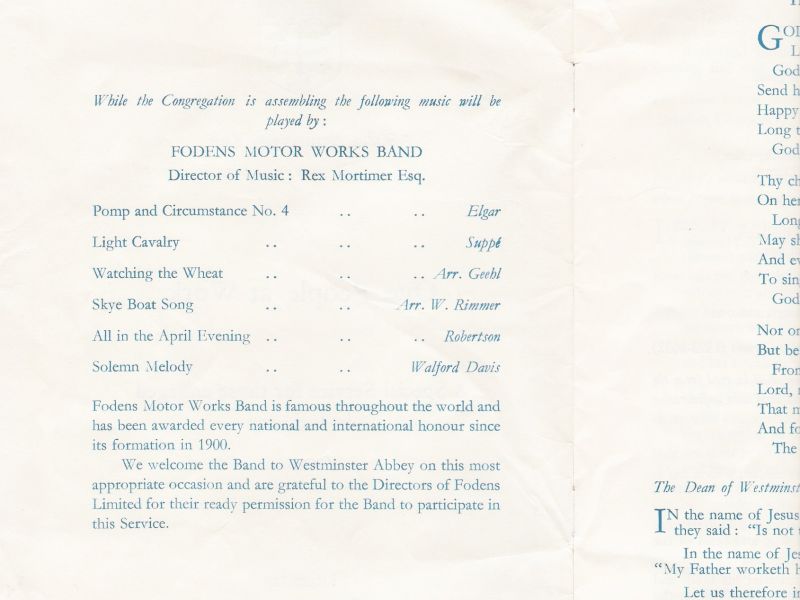 While the Congregation is assembling the following music will be
played by :
FODENS MOTOR WORKS BAND
Director of Music : Rex Mortimer Esq.
Pomp and Circumstance No. 4 .. .. Elgar
Light Cavalry .. .. .. Suppé
Watching the Wheat .. .. .. Arr. Geehl
Skye Boat Song .. .. Arr. W. Rimmer
All in the April Evening .. .. .. Robertson
Solemn Melody .. .. Walford Davis
Fodens Motor Works Band is famous throughout the world and
has been awarded every national and international honour since
its formation in 1900.
We welcome the Band to Westminster Abbey on this most
appropriate occasion and are grateful to the Directors of Fodens
Limited for their ready permission for the Band to participate in
this Service.
God
Send h
Happy
Long t
God
Thy ch
On her
Long
May sh
And ev
To sin
God
Nor on
But be
From
Lord, 
That m
And fo
The
The Dean of Westminst
IN the name of Jesus
they said : "Is not
In the name of Je
"My Father worketh h
Let us therefore i